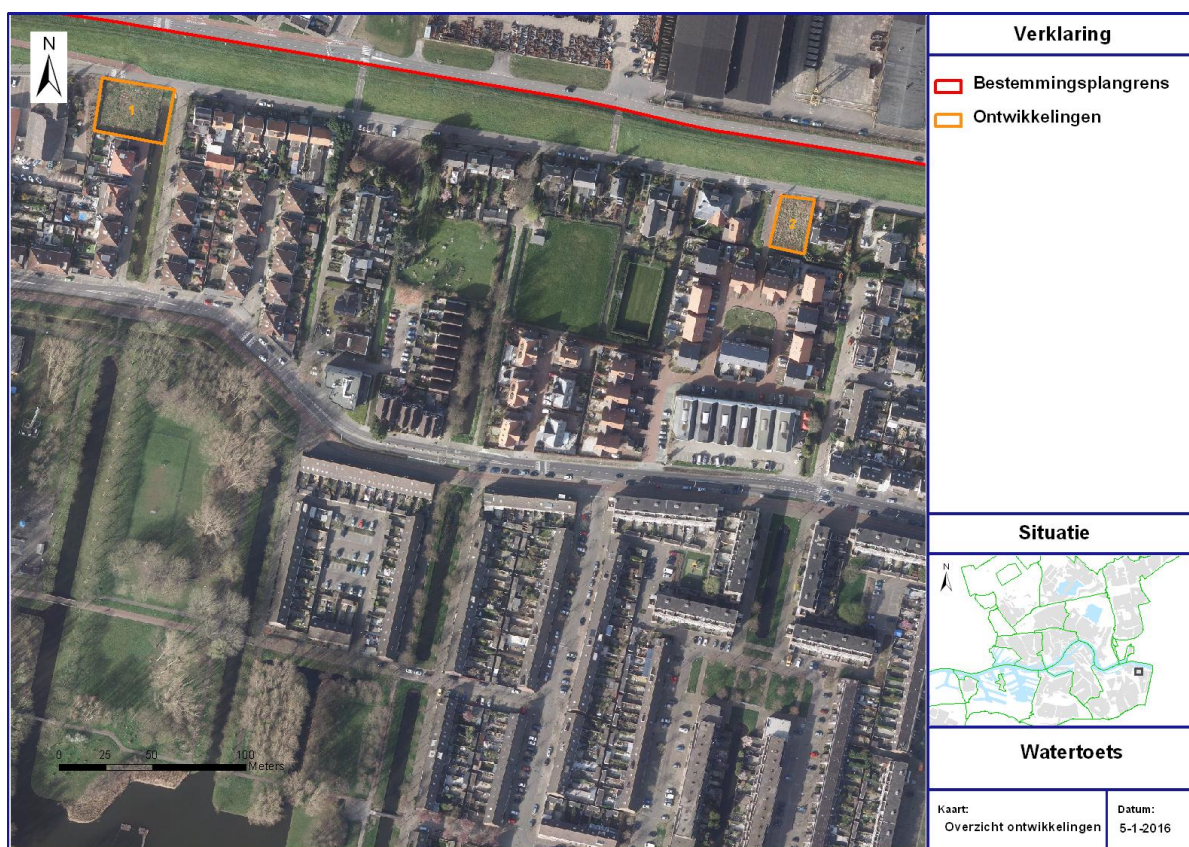 N
1
2
0 25 50 100
Meters
Verklaring
Bestemmingsplangrens
Ontwikkelingen
Situatie
N
Watertoets
Kaart:
Overzicht ontwikkelingen
Datum:
5-1-2016